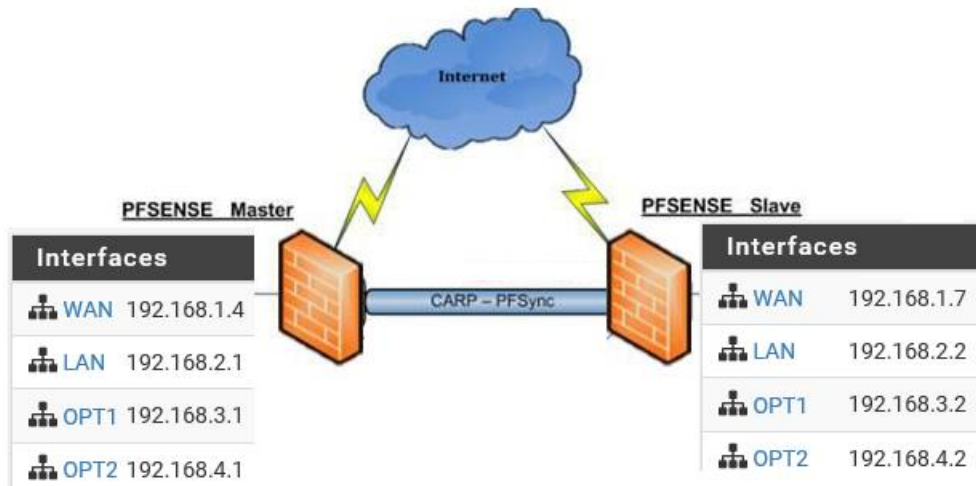 Internet
PFSENSE Master
PFSENSE Slave
Interfaces
WAN 192.168.1.4
LAN 192.168.2.1
OPT1 192.168.3.1
OPT2 192.168.4.1
CARP – PFSync
Interfaces
WAN 192.168.1.7
LAN 192.168.2.2
OPT1 192.168.3.2
OPT2 192.168.4.2